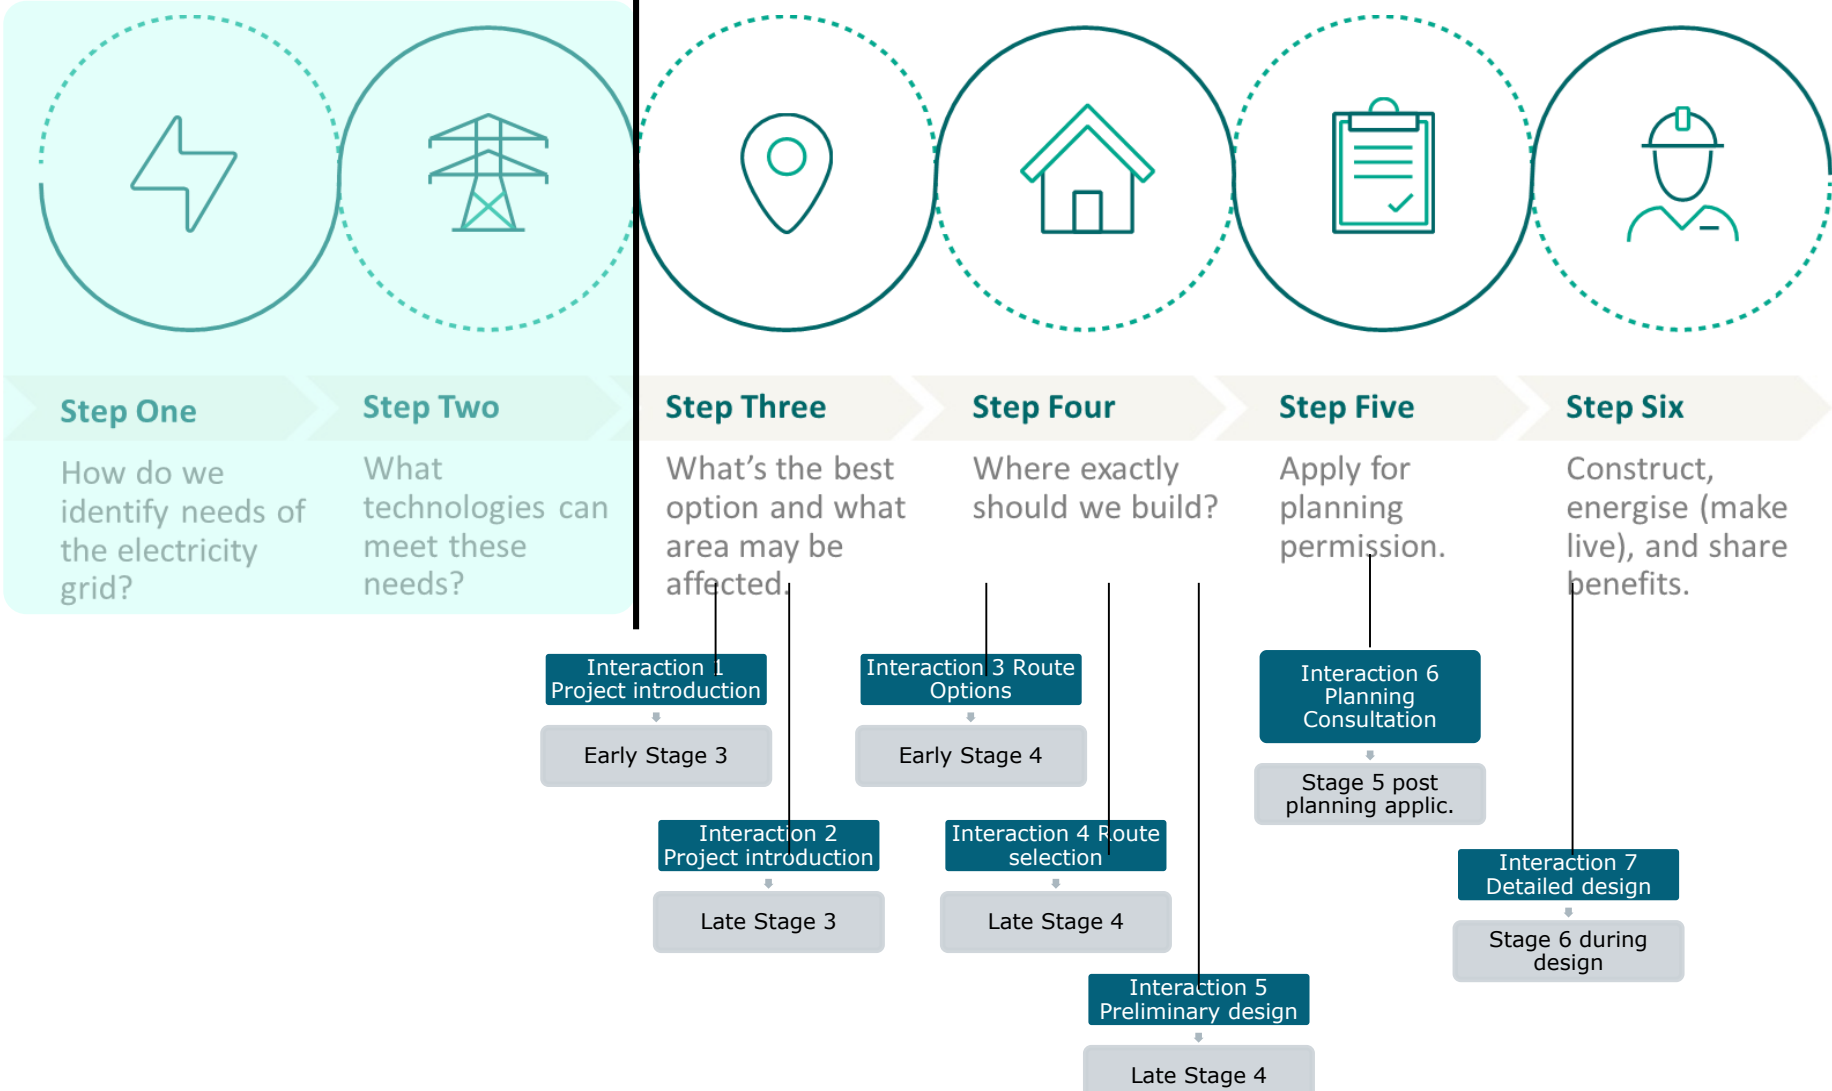 Step One
How do we
identify needs of
the electricity
grid?
Step Two
What
technologies can
meet these
needs?
Step Three
What's the best
option and what
area may be
affected.
Step Four
Where exactly
should we build?
Step Five
Apply for
planning
permission.
Step Six
Construct,
energise (make
live), and share
benefits.
Interaction 1
Project introduction
Early Stage 3
Interaction 2
Project introduction
Late Stage 3
Interaction 3 Route
Options
Early Stage 4
Interaction 4 Route
selection
Late Stage 4
Interaction 5
Preliminary design
Late Stage 4
Interaction 6
Planning
Consultation
Stage 5 post
planning applic.
Interaction 7
Detailed design
Stage 6 during
design